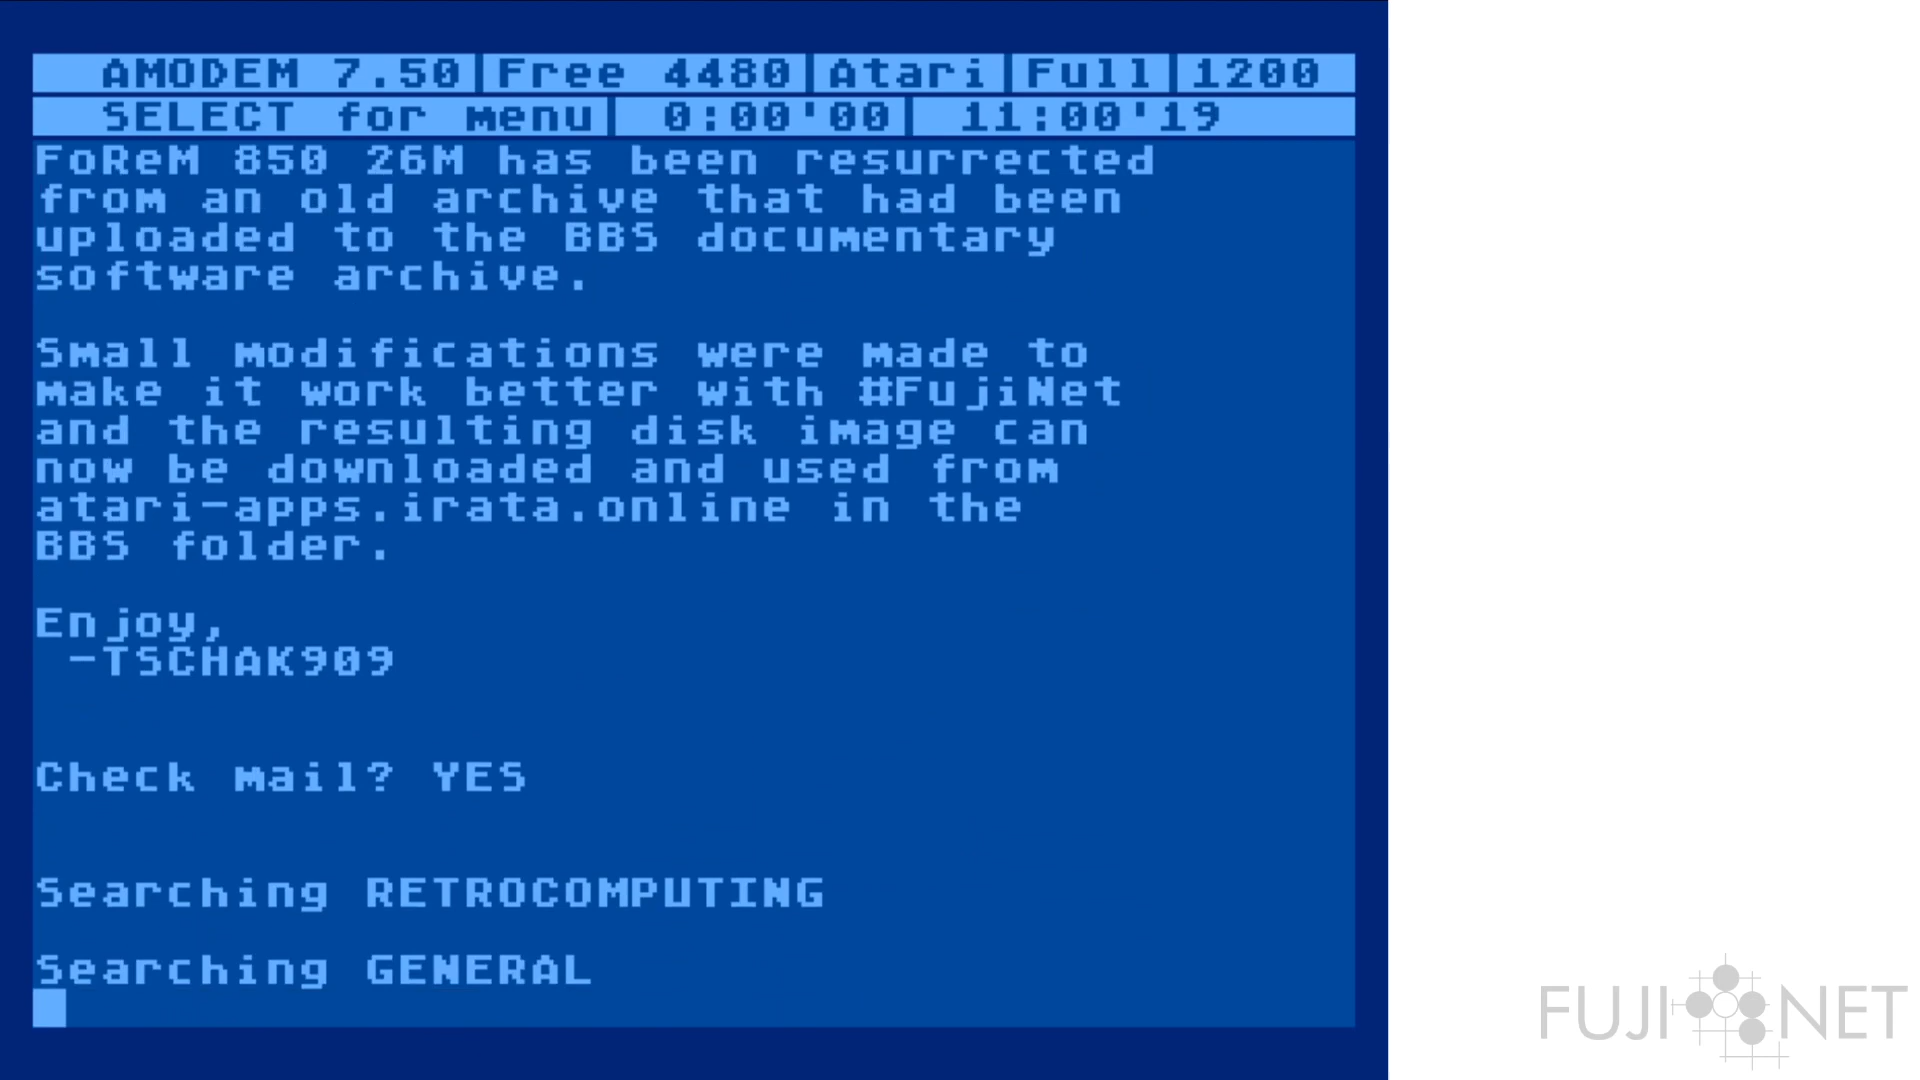 AMODEM 7.50|Free 4480|Atari|Full|1200
SELECT for menu| 0:00'00| 11:00'19
FoReM 850 26M has been resurrected
from an old archive that had been
uploaded to the BBS documentary
software archive.
Small modifications were made to
make it work better with #FujiNet
and the resulting disk image can
now be downloaded and used from
atari-apps.irata.online in the
BBS folder.
Enjoy,
-TSCHAK909
Check mail? YES
Searching RETROCOMPUTING
Searching GENERAL
FUJI NET